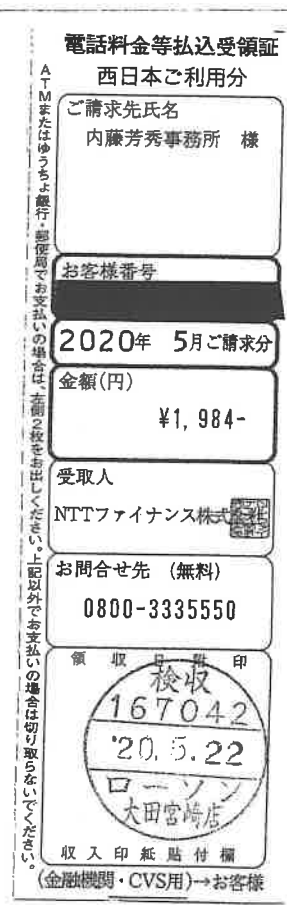 電話料金等払込受領証
西日本ご利用分
ご請求先氏名
内藤芳秀事務所 様
お客様番号
2020年 5月ご請求分
金額(円)
¥1,984-
受取人
NTTファイナンス株式
お問合せ先 (無料)
0800-3335550
領収日附印
検収
167042
'20.5.22
ローソン
大田宮崎店
収入印紙貼付欄
(金融機関・CVS用)→お客様
ATMまたはゆうちょ銀行・郵便局でお支払いの場合は、左側2枚をお出しください。上記以外でお支払いの場合は切り取らないでください。